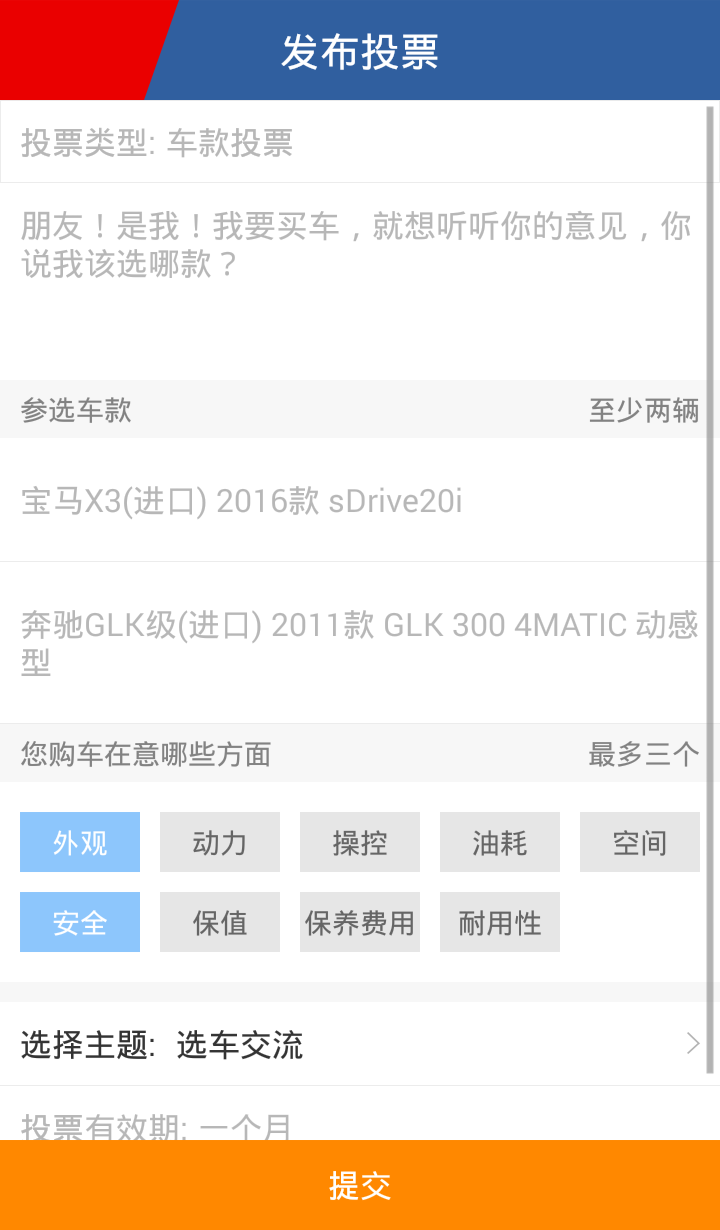 发布投票
投票类型: 车款投票
朋友！是我！我要买车，就想听听你的意见，你
说我该选哪款？
参选车款 至少两辆
宝马X3(进口) 2016款 sDrive20i
奔驰GLK级(进口) 2011款 GLK 300 4MATIC 动感
型
您购车在意哪些方面 最多三个
外观 动力 操控 油耗 空间
安全 保值 保养费用 耐用性
选择主题: 选车交流
投票有效期: 一个月
提交